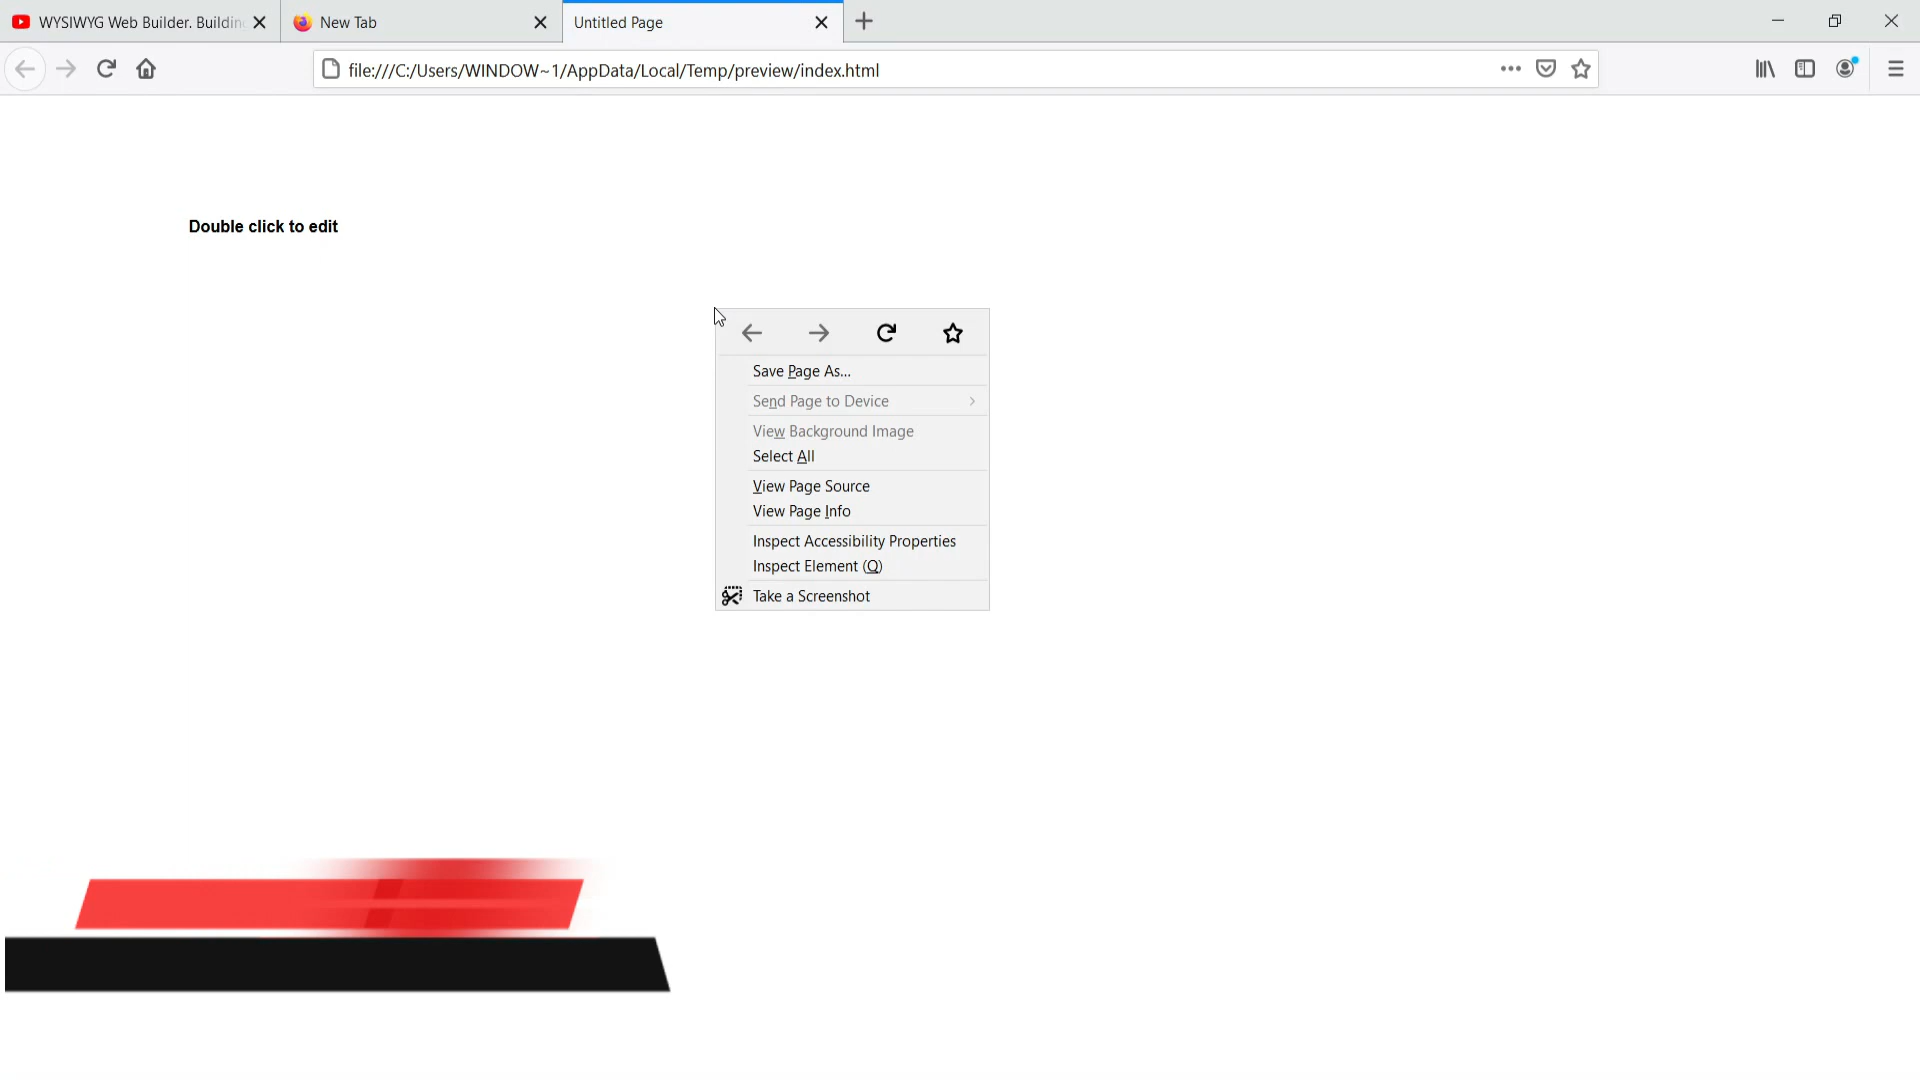 WYSIWYG Web Builder. Building
New Tab
Untitled Page
file:///C:/Users/WINDOW~1/AppData/Local/Temp/preview/index.html
Double click to edit
Save Page As...
Send Page to Device
View Background Image
Select All
View Page Source
View Page Info
Inspect Accessibility Properties
Inspect Element (Q)
Take a Screenshot